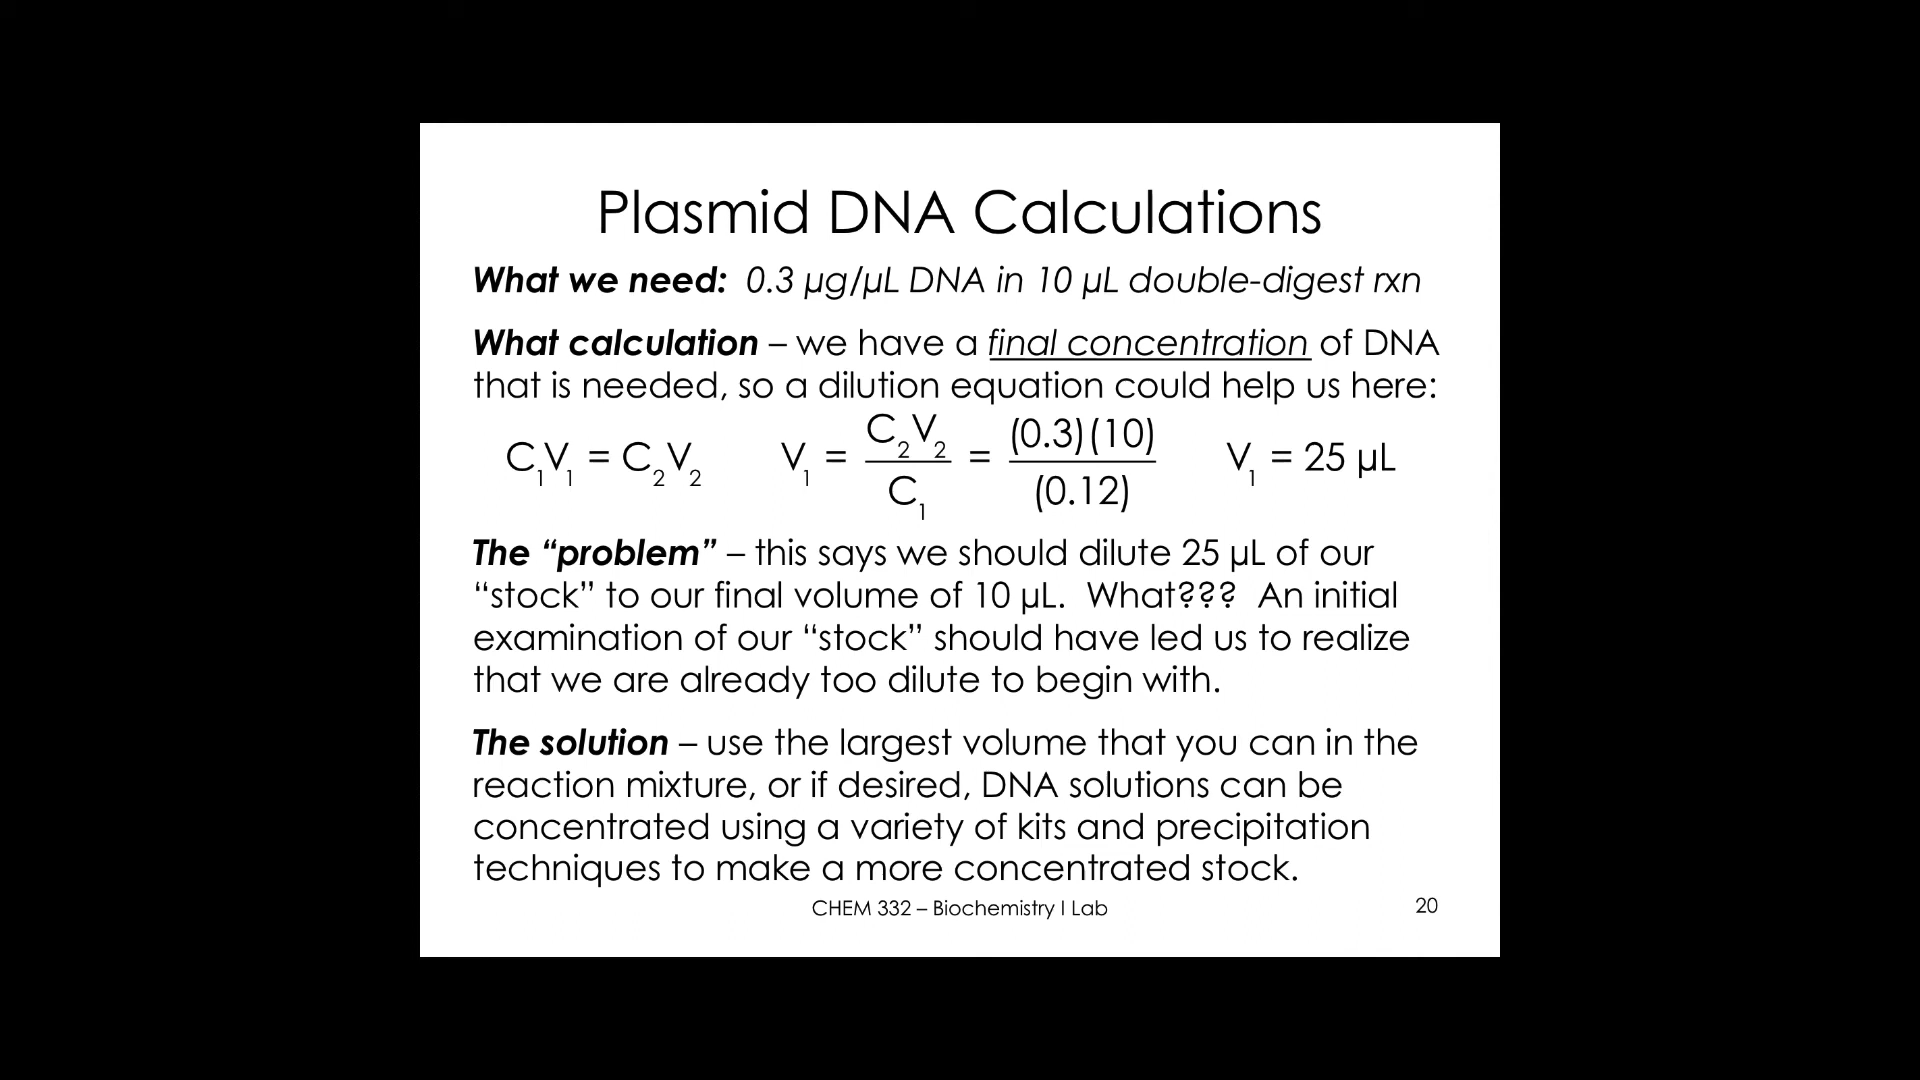 Plasmid DNA Calculations
What we need: 0.3 µg/µL DNA in 10 µL double-digest rxn
What calculation – we have a final concentration of DNA
that is needed, so a dilution equation could help us here:
C₁V₁ = C₂V₂ V₁ = C₂V₂ / C₁ = (0.3)(10) / (0.12) V₁ = 25 µL
The “problem” – this says we should dilute 25 µL of our
“stock” to our final volume of 10 µL. What??? An initial
examination of our “stock” should have led us to realize
that we are already too dilute to begin with.
The solution – use the largest volume that you can in the
reaction mixture, or if desired, DNA solutions can be
concentrated using a variety of kits and precipitation
techniques to make a more concentrated stock.
CHEM 332 – Biochemistry I Lab 20